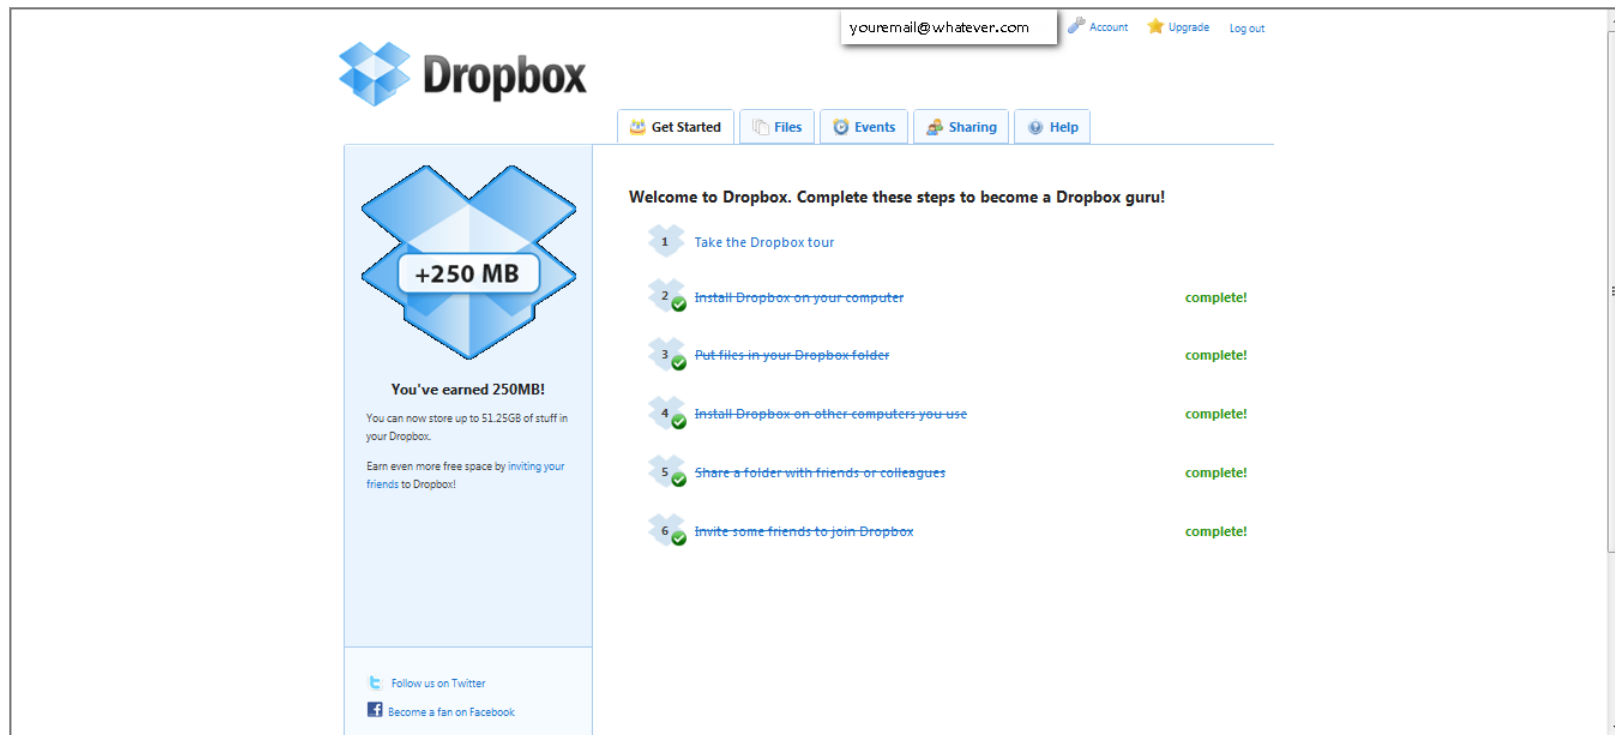 youremail@whatever.com
Account
Upgrade
Log out
Dropbox
Get Started
Files
Events
Sharing
Help
+250 MB
You've earned 250MB!
You can now store up to 51.25GB of stuff in
your Dropbox.
Earn even more free space by inviting your
friends to Dropbox!
Follow us on Twitter
Become a fan on Facebook
Welcome to Dropbox. Complete these steps to become a Dropbox guru!
1 Take the Dropbox tour
2 Install Dropbox on your computer complete!
3 Put files in your Dropbox folder complete!
4 Install Dropbox on other computers you use complete!
5 Share a folder with friends or colleagues complete!
6 Invite some friends to join Dropbox complete!